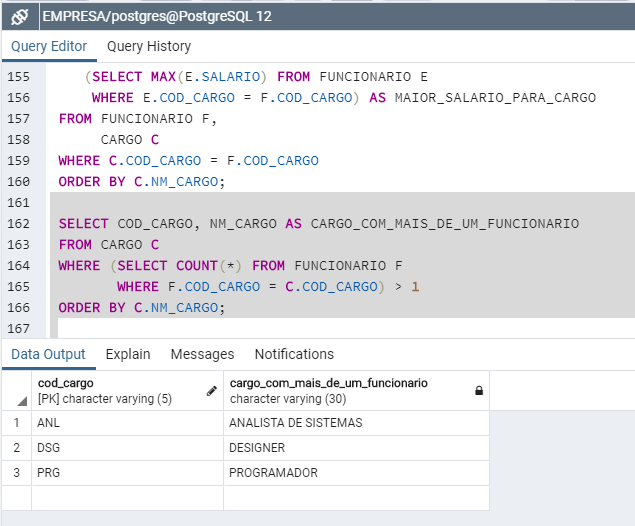 EMPRESA/postgres@PostgreSQL 12
Query Editor Query History
155 (SELECT MAX(E.SALARIO) FROM FUNCIONARIO E
156 WHERE E.COD_CARGO = F.COD_CARGO) AS MAIOR_SALARIO_PARA_CARGO
157 FROM FUNCIONARIO F,
158 CARGO C
159 WHERE C.COD_CARGO = F.COD_CARGO
160 ORDER BY C.NM_CARGO;
161
162 SELECT COD_CARGO, NM_CARGO AS CARGO_COM_MAIS_DE_UM_FUNCIONARIO
163 FROM CARGO C
164 WHERE (SELECT COUNT(*) FROM FUNCIONARIO F
165 WHERE F.COD_CARGO = C.COD_CARGO) > 1
166 ORDER BY C.NM_CARGO;
167
Data Output Explain Messages Notifications
cod_cargo cargo_com_mais_de_um_funcionario
[PK] character varying (5) character varying (30)
1 ANL ANALISTA DE SISTEMAS
2 DSG DESIGNER
3 PRG PROGRAMADOR